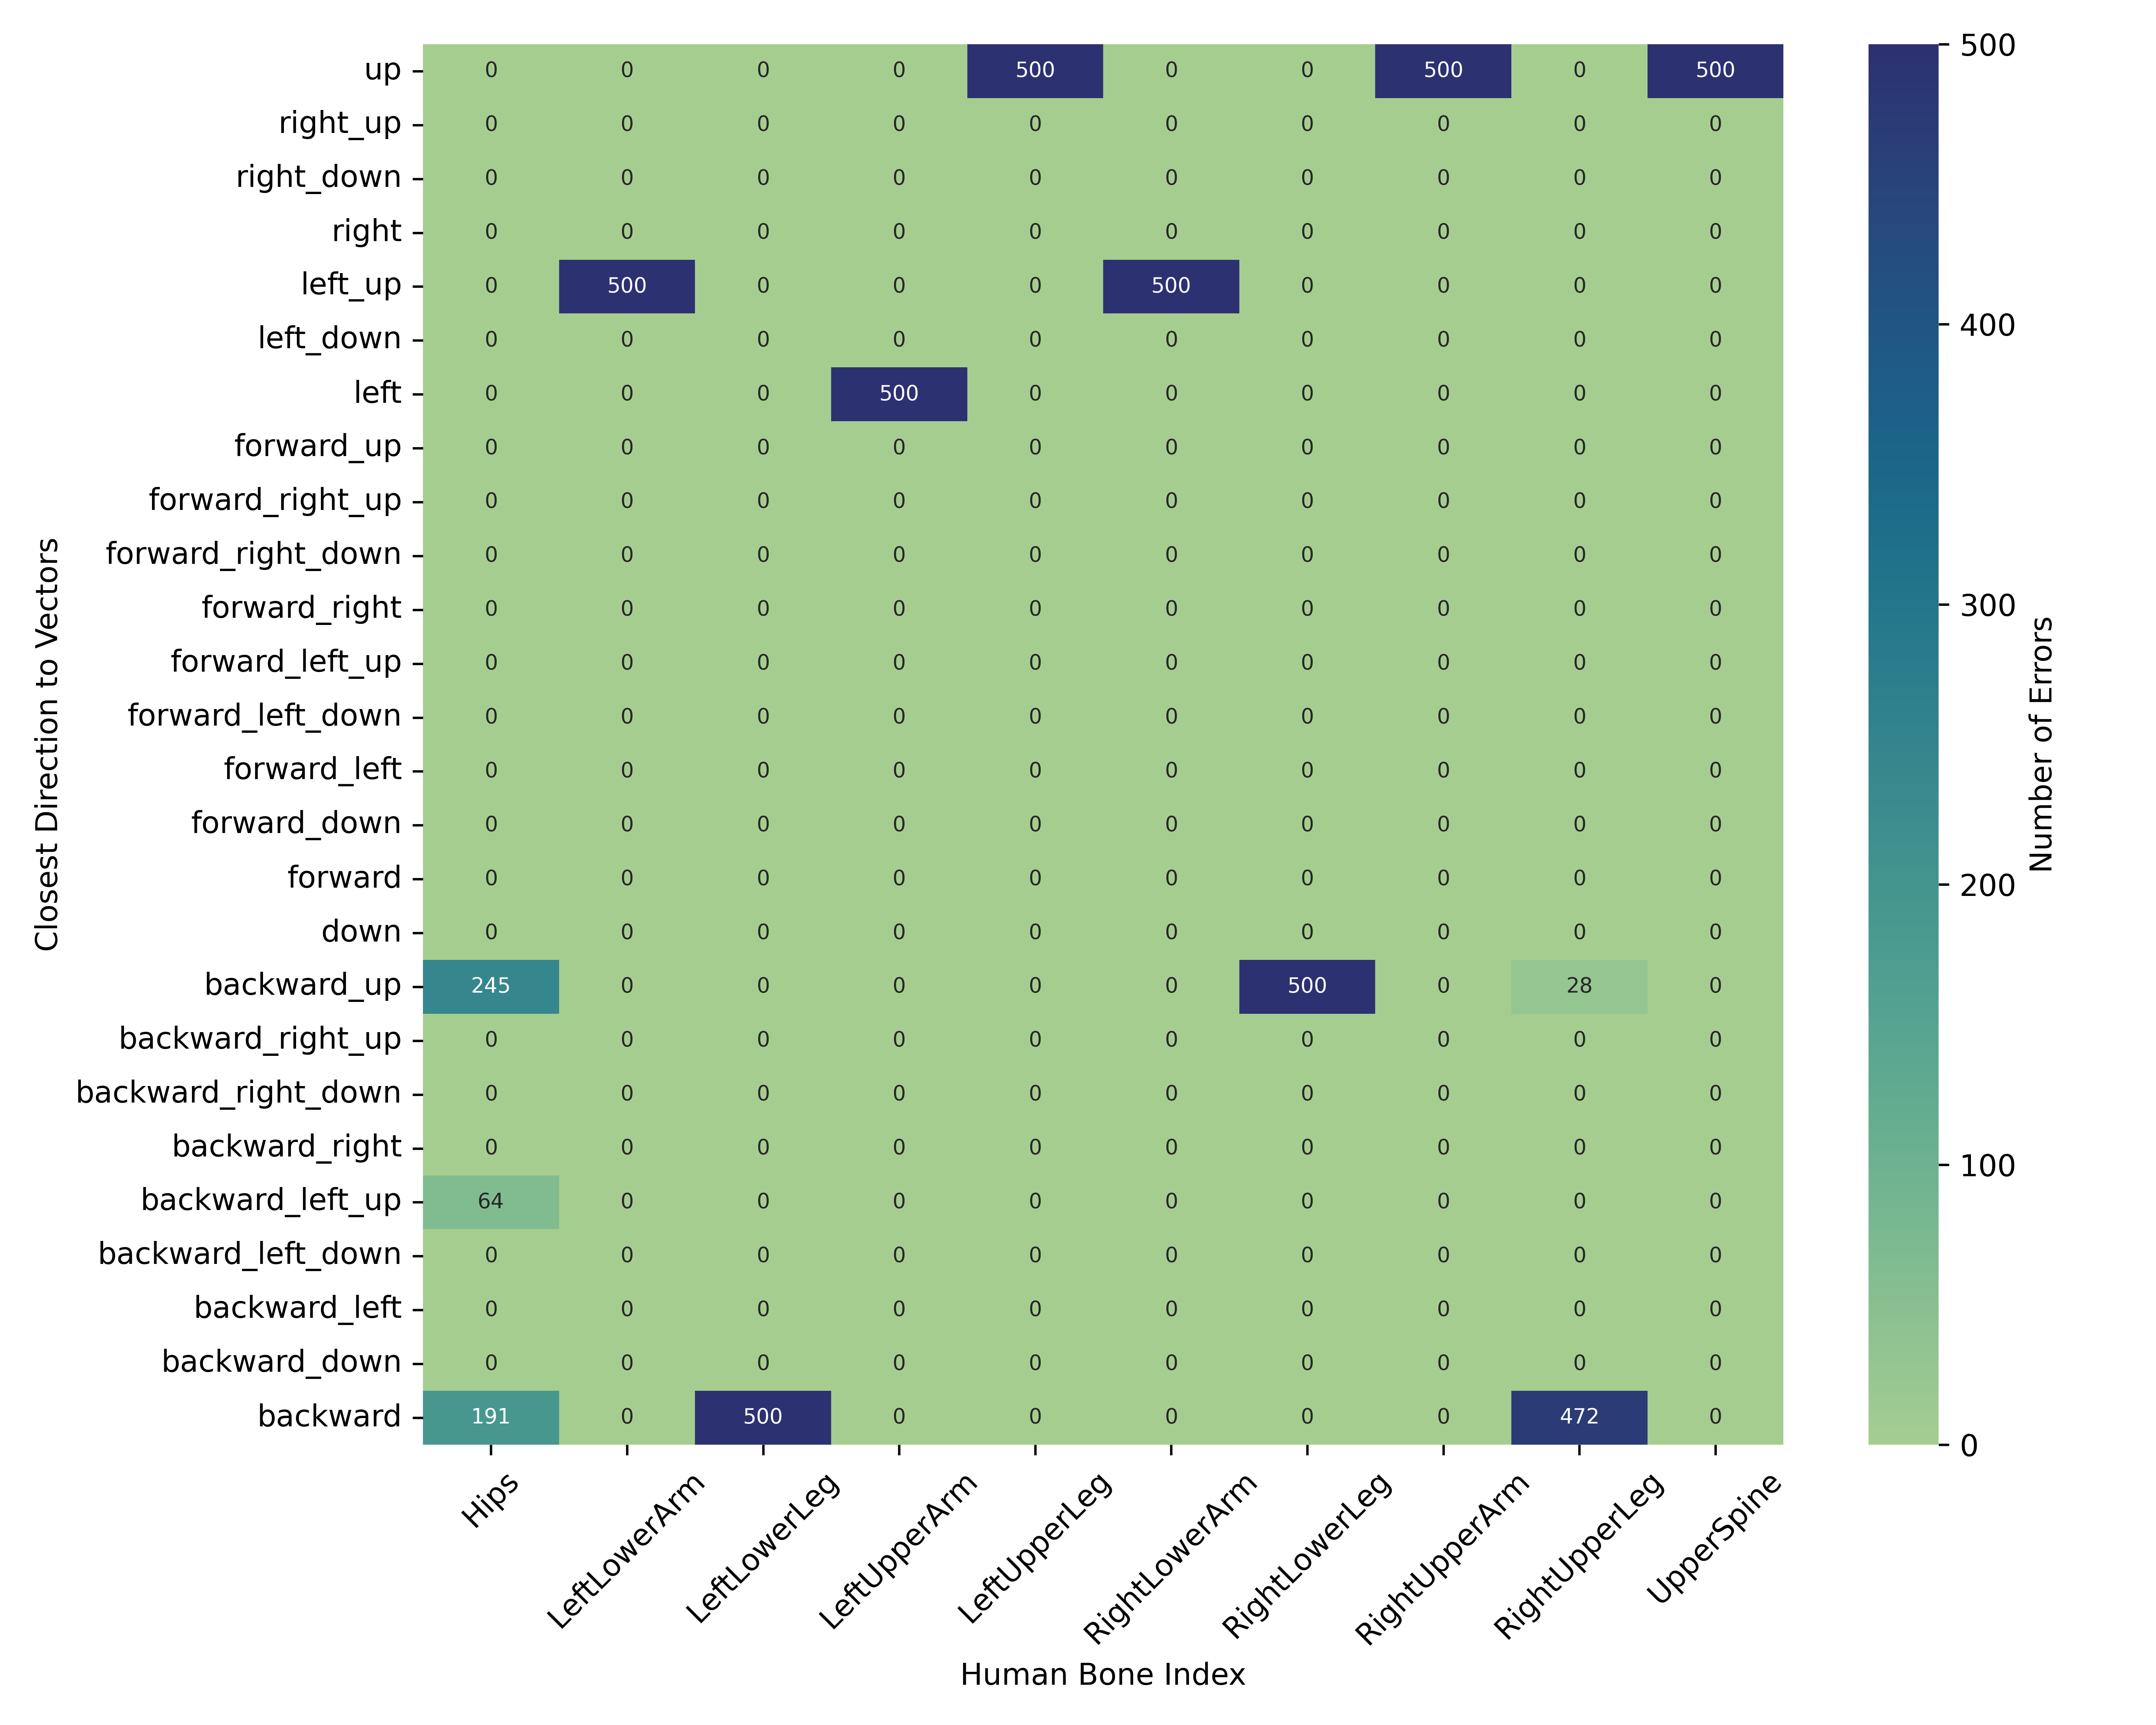 up 0 0 0 0 500 0 0 500 0 500
right_up 0 0 0 0 0 0 0 0 0 0
right_down 0 0 0 0 0 0 0 0 0 0
right 0 0 0 0 0 0 0 0 0 0
left_up 0 500 0 0 0 500 0 0 0 0
left_down 0 0 0 0 0 0 0 0 0 0
left 0 0 0 500 0 0 0 0 0 0
forward_up 0 0 0 0 0 0 0 0 0 0
forward_right_up 0 0 0 0 0 0 0 0 0 0
forward_right_down 0 0 0 0 0 0 0 0 0 0
forward_right 0 0 0 0 0 0 0 0 0 0
forward_left_up 0 0 0 0 0 0 0 0 0 0
forward_left_down 0 0 0 0 0 0 0 0 0 0
forward_left 0 0 0 0 0 0 0 0 0 0
forward_down 0 0 0 0 0 0 0 0 0 0
forward 0 0 0 0 0 0 0 0 0 0
down 0 0 0 0 0 0 0 0 0 0
backward_up 245 0 0 0 0 0 500 0 28 0
backward_right_up 0 0 0 0 0 0 0 0 0 0
backward_right_down 0 0 0 0 0 0 0 0 0 0
backward_right 0 0 0 0 0 0 0 0 0 0
backward_left_up 64 0 0 0 0 0 0 0 0 0
backward_left_down 0 0 0 0 0 0 0 0 0 0
backward_left 0 0 0 0 0 0 0 0 0 0
backward_down 0 0 0 0 0 0 0 0 0 0
backward 191 0 500 0 0 0 0 0 472 0
Hips LeftLowerArm LeftLowerLeg LeftUpperArm LeftUpperLeg RightLowerArm RightLowerLeg RightUpperArm RightUpperLeg UpperSpine
Human Bone Index
Closest Direction to Vectors
500
400
300
200
100
0
Number of Errors